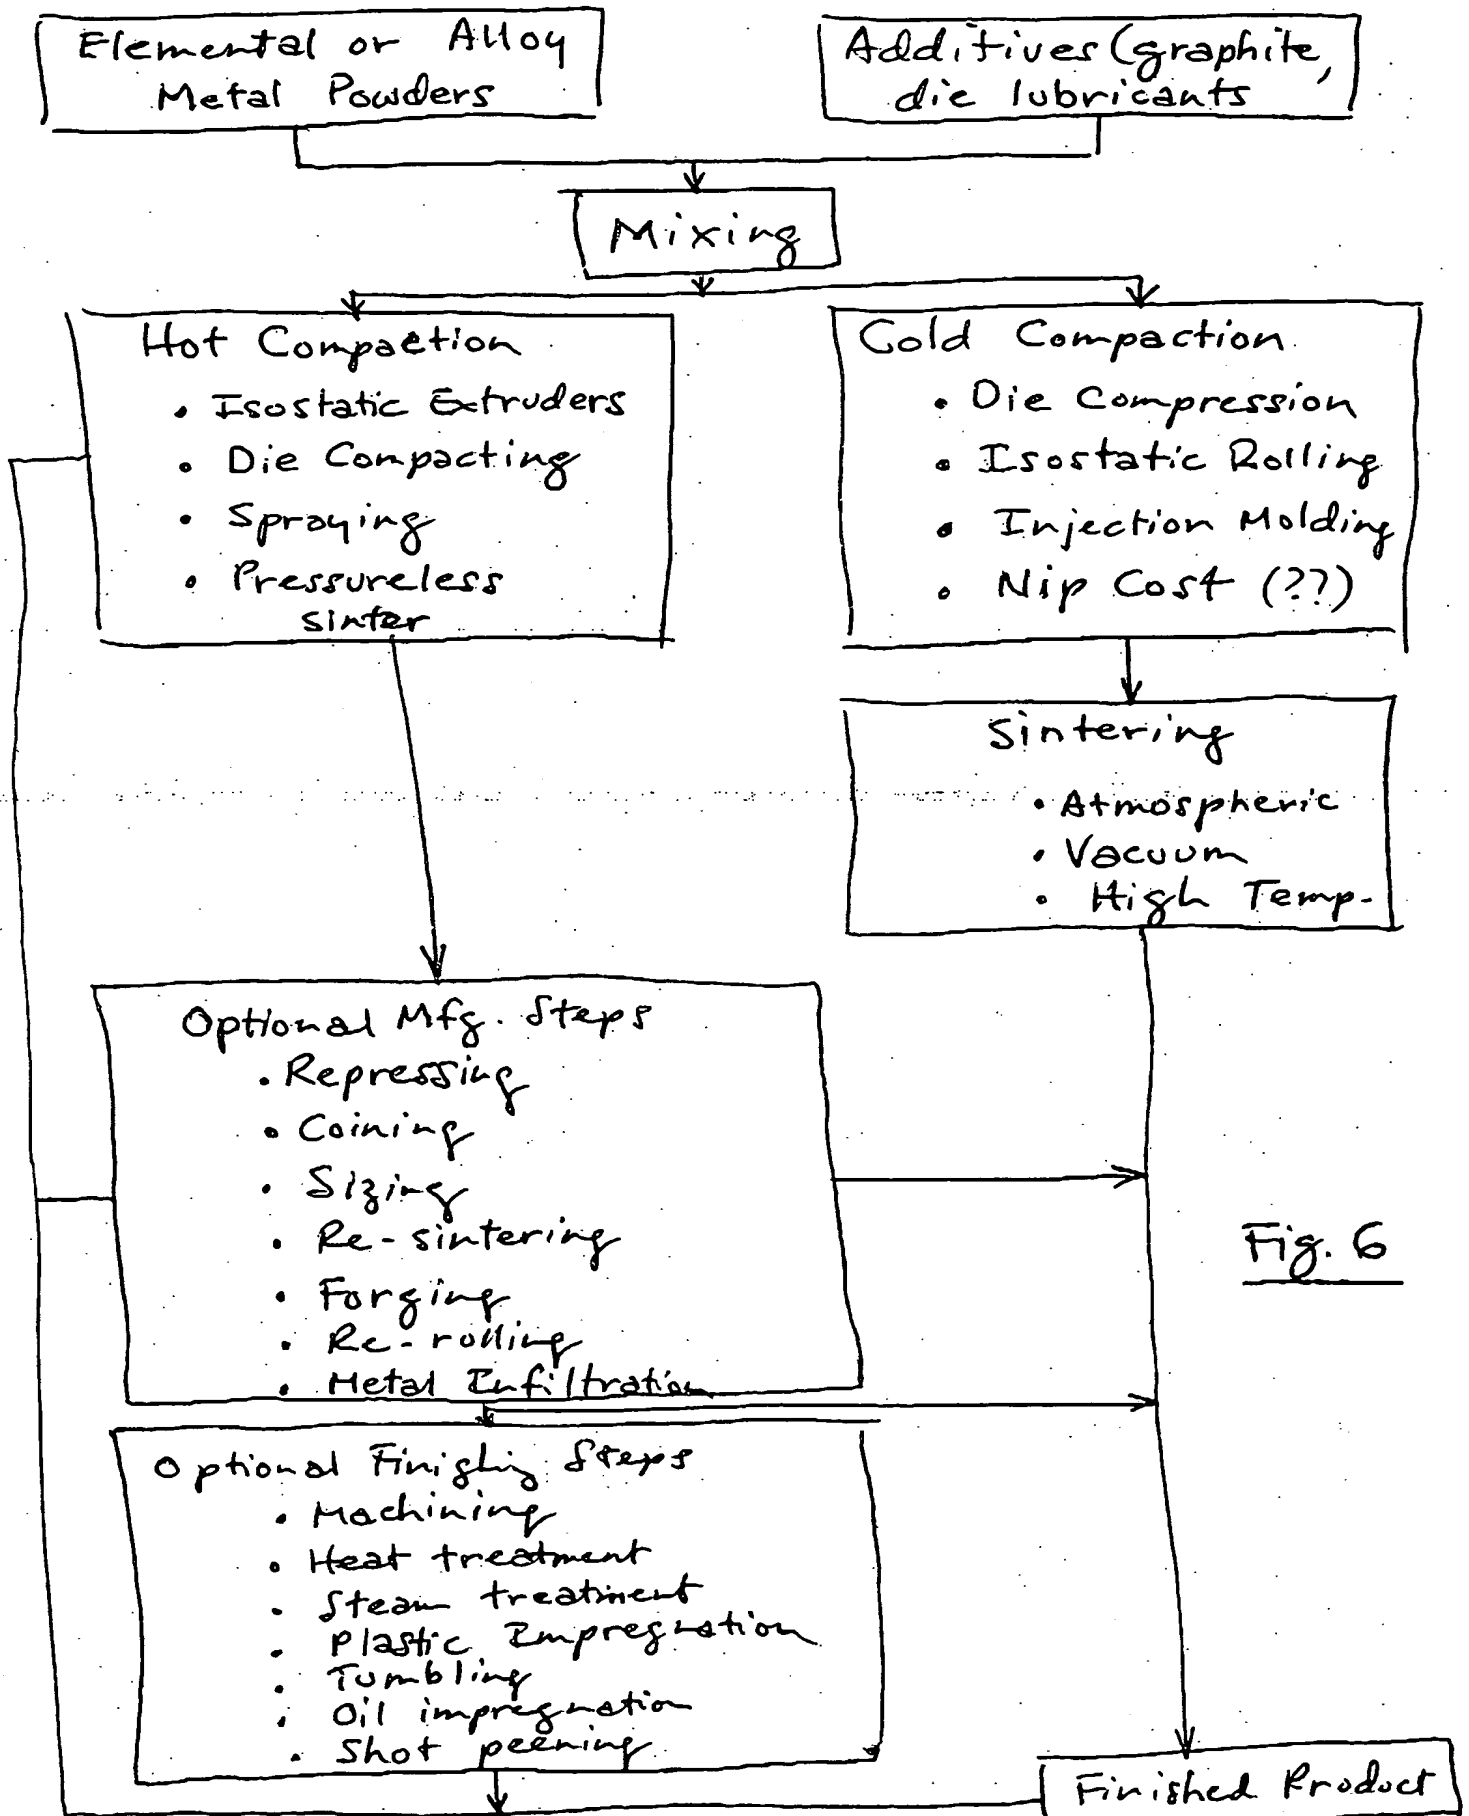 Elemental or Alloy
Metal Powders
Additives (graphite,
die lubricants
Mixing
Hot Compaction
• Isostatic Extruders
• Die Compacting
• Spraying
• Pressureless
sinter
Cold Compaction
• Die Compression
• Isostatic Rolling
• Injection Molding
• Nip Cost (??)
Sintering
• Atmospheric
• Vacuum
• High Temp.
Optional Mfg. Steps
• Repressing
• Coining
• Sizing
• Re-sintering
• Forging
• Re-rolling
• Metal Infiltration
Fig. 6
Optional Finishing Steps
• Machining
• Heat treatment
• Steam treatment
• Plastic Impregnation
• Tumbling
• Oil impregnation
• Shot peening
Finished Product